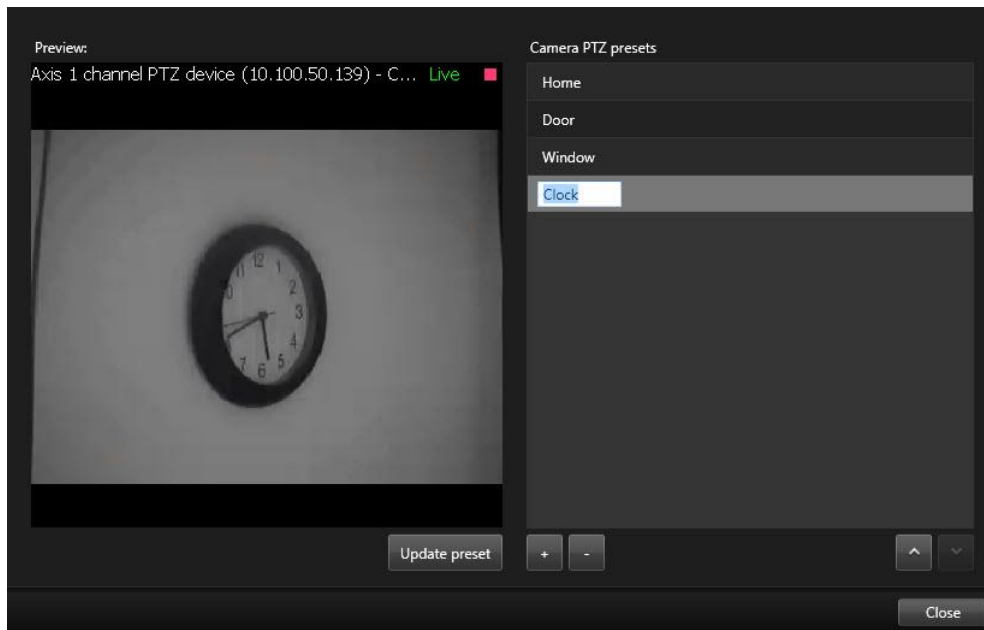 Preview:
Camera PTZ presets
Axis 1 channel PTZ device (10.100.50.139) - C... Live
Home
Door
Window
Clock
11 12 1
2
3
4
5
6
7
Update preset
+
-
Close